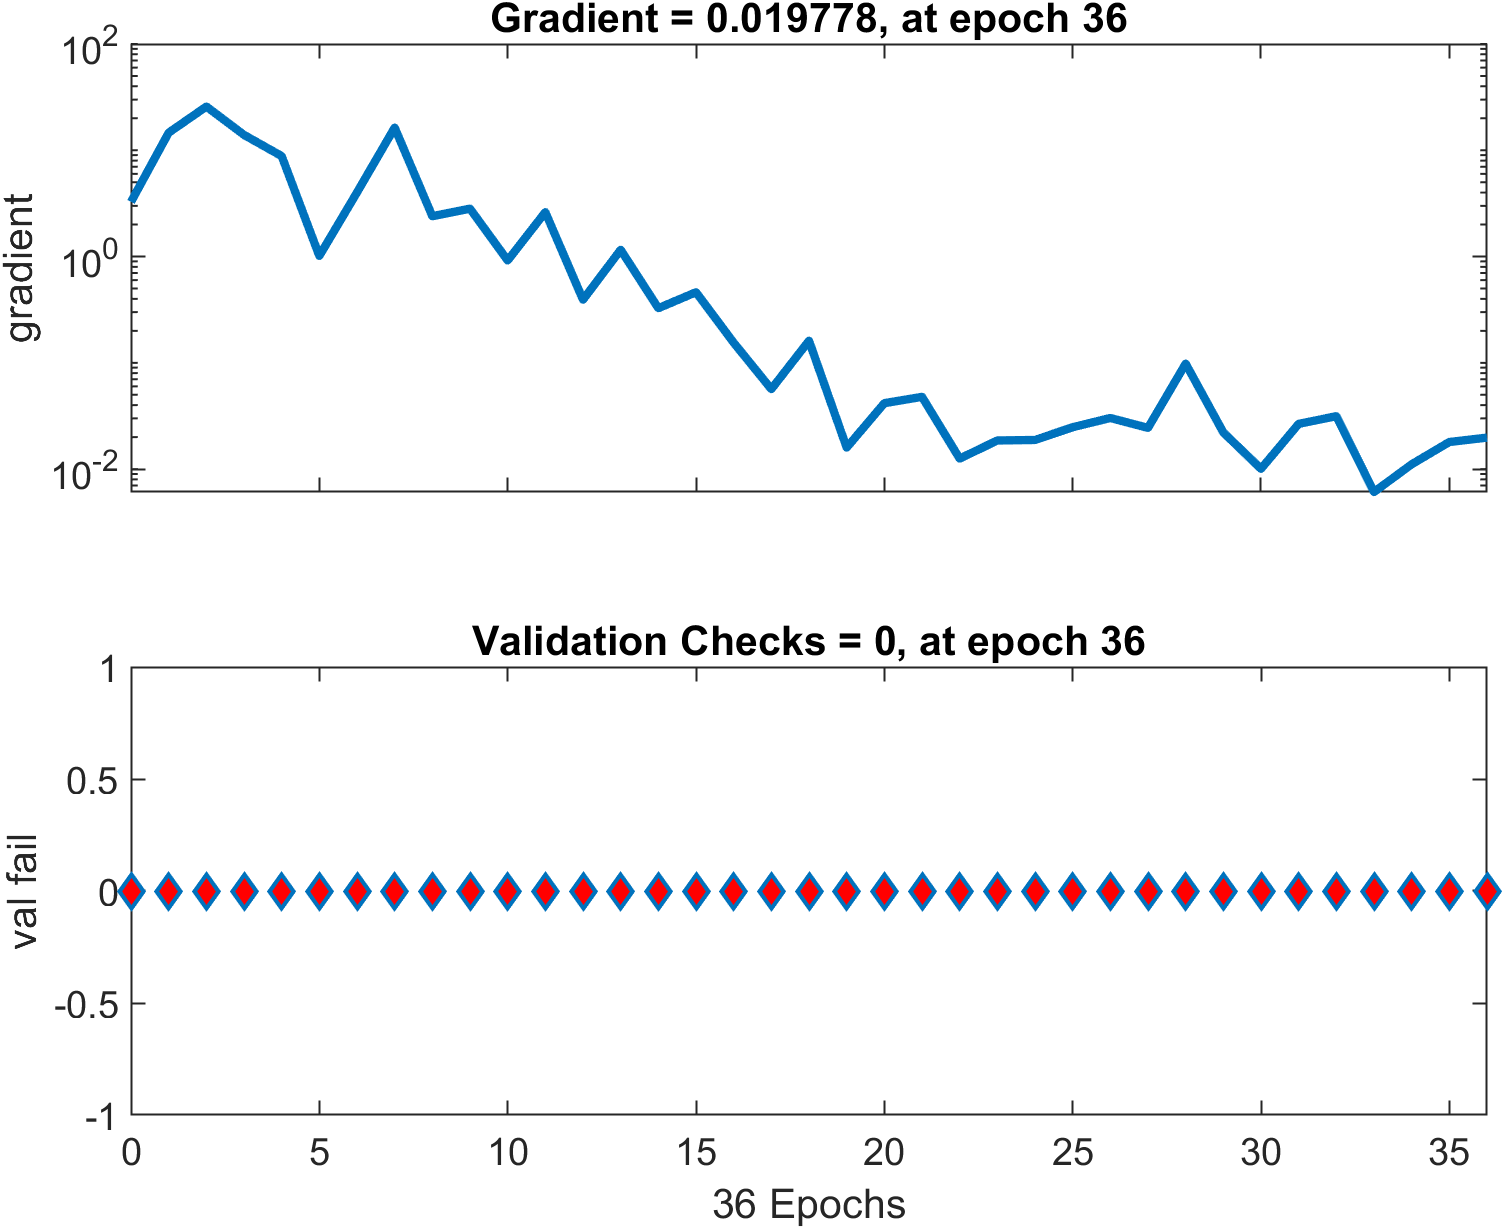 Gradient = 0.019778, at epoch 36
10^2
10^0
10^-2
gradient
Validation Checks = 0, at epoch 36
1
0.5
0
-0.5
-1
val fail
0 5 10 15 20 25 30 35
36 Epochs